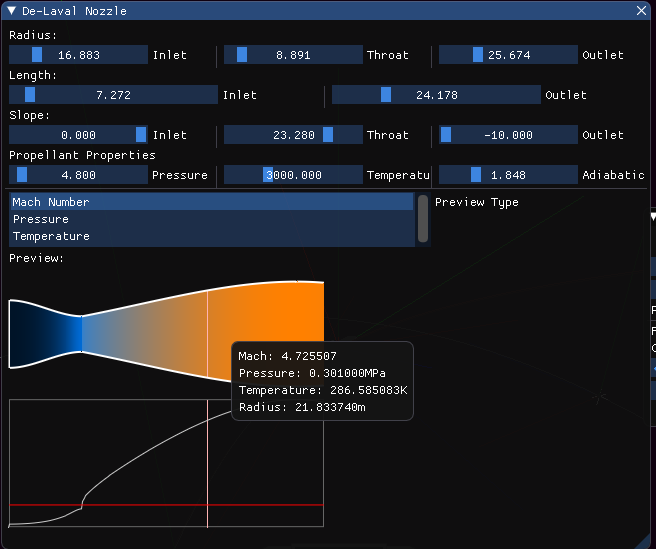 De-Laval Nozzle
Radius:
16.883 Inlet 8.891 Throat 25.674 Outlet
Length:
7.272 Inlet 24.178 Outlet
Slope:
0.000 Inlet 23.280 Throat -10.000 Outlet
Propellant Properties
4.800 Pressure 3000.000 Temperatu 1.848 Adiabatic
Mach Number Preview Type
Pressure
Temperature
Preview:
Mach: 4.725507
Pressure: 0.301000MPa
Temperature: 286.585083K
Radius: 21.833740m